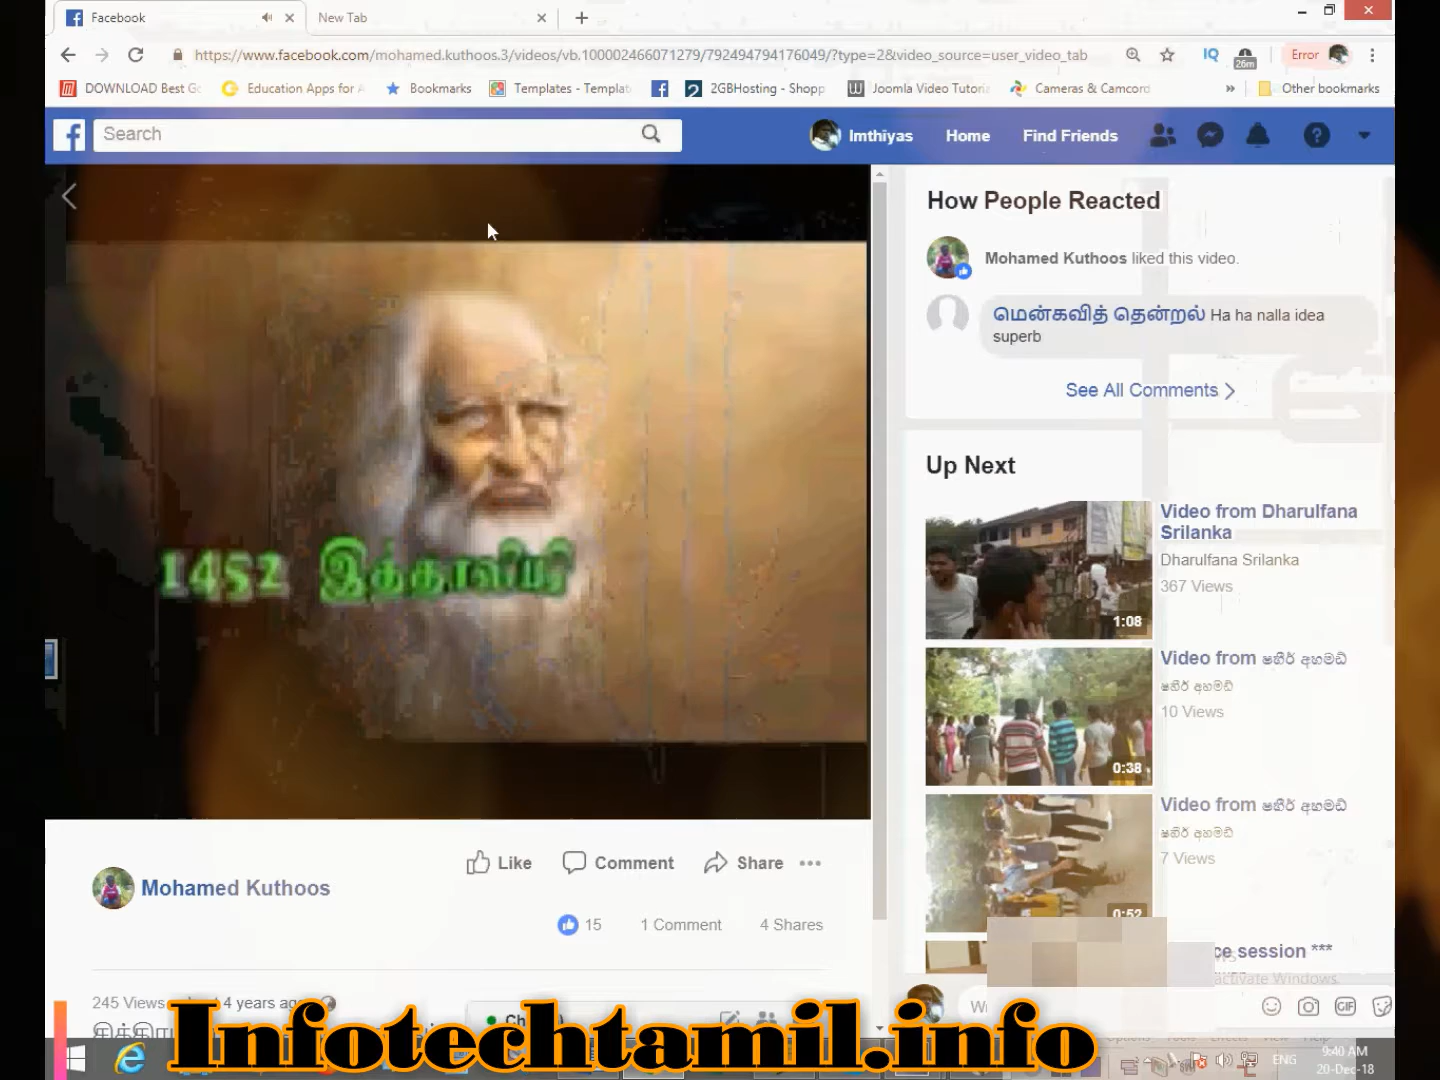 Facebook
New Tab
https://www.facebook.com/mohamed.kuthoos.3/videos/vb.100002466071279/792494794176049/?type=2&video_source=user_video_tab
IQ
26m
Error
DOWNLOAD Best Gc
Education Apps for A
Bookmarks
Templates - Templat
2GBHosting - Shopp
Joomla Video Tutoria
Cameras & Camcord
»
Other bookmarks
Search
Imthiyas
Home
Find Friends
1452 இத்தாலியி
How People Reacted
Mohamed Kuthoos liked this video.
மென்கவித் தென்றல் Ha ha nalla idea
superb
See All Comments
Up Next
Video from Dharulfana
Srilanka
Dharulfana Srilanka
367 Views
1:08
Video from ෂහීර් අහමඩ්
ෂහීර් අහමඩ්
10 Views
0:38
Video from ෂහීර් අහමඩ්
ෂහීර් අහමඩ්
7 Views
0:52
ce session ***
activate Windows.
Like
Comment
Share
Mohamed Kuthoos
15
1 Comment
4 Shares
245 Views
4 years ago
GIF
Infotechtamil.info
ENG
9:40 AM
20-Dec-18